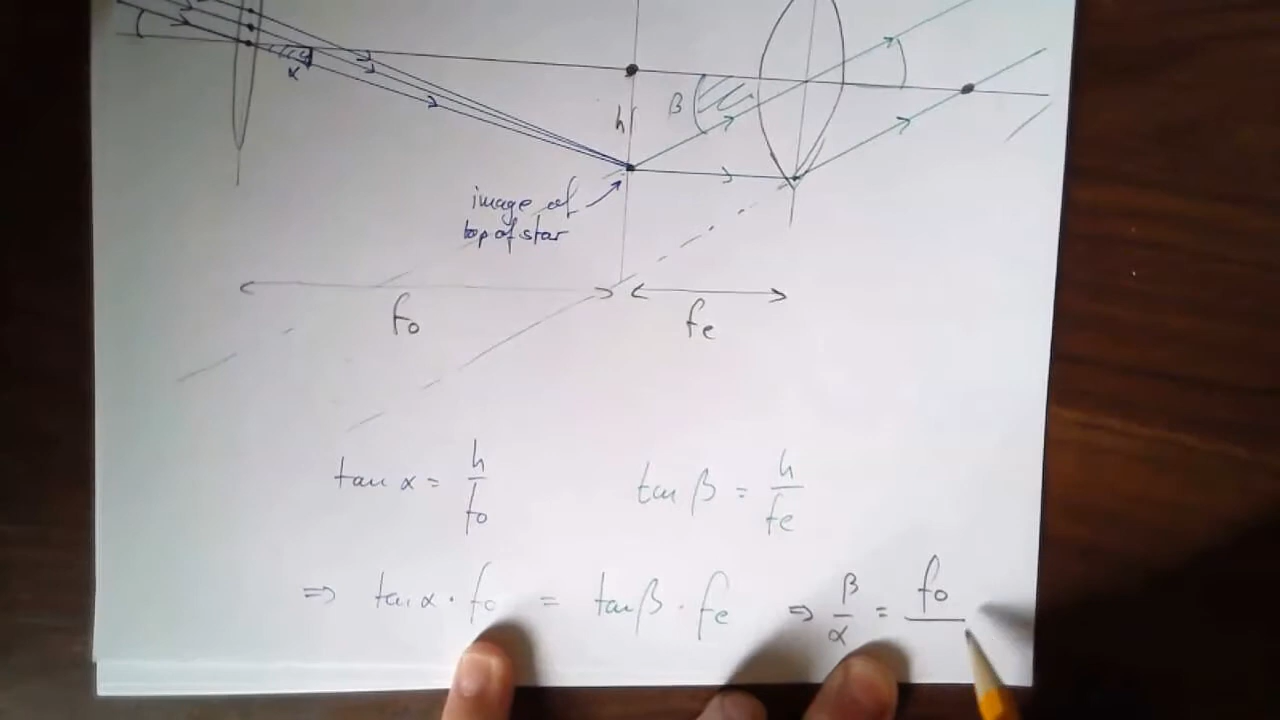 α
β
h
image of
top of star
fo
fe
tan α = h/fo
tan β = h/fe
⇒ tan α · fo = tan β · fe ⇒ β/α = fo/